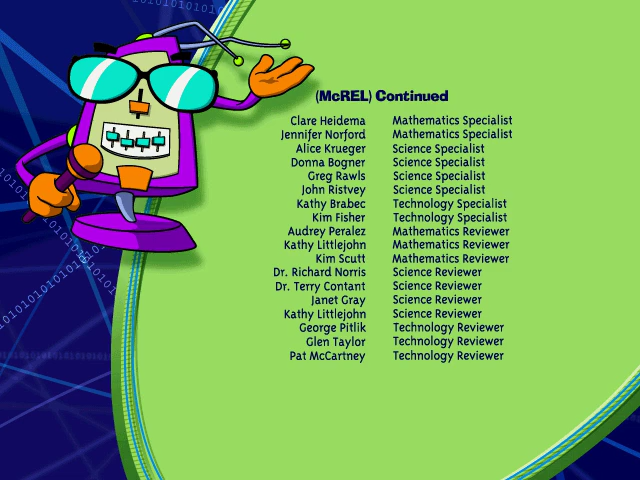 (McREL) Continued
Clare Heidema Mathematics Specialist
Jennifer Norford Mathematics Specialist
Alice Krueger Science Specialist
Donna Bogner Science Specialist
Greg Rawls Science Specialist
John Ristvey Science Specialist
Kathy Brabec Technology Specialist
Kim Fisher Technology Specialist
Audrey Peralez Mathematics Reviewer
Kathy Littlejohn Mathematics Reviewer
Kim Scutt Mathematics Reviewer
Dr. Richard Norris Science Reviewer
Dr. Terry Contant Science Reviewer
Janet Gray Science Reviewer
Kathy Littlejohn Science Reviewer
George Pitlik Technology Reviewer
Glen Taylor Technology Reviewer
Pat McCartney Technology Reviewer